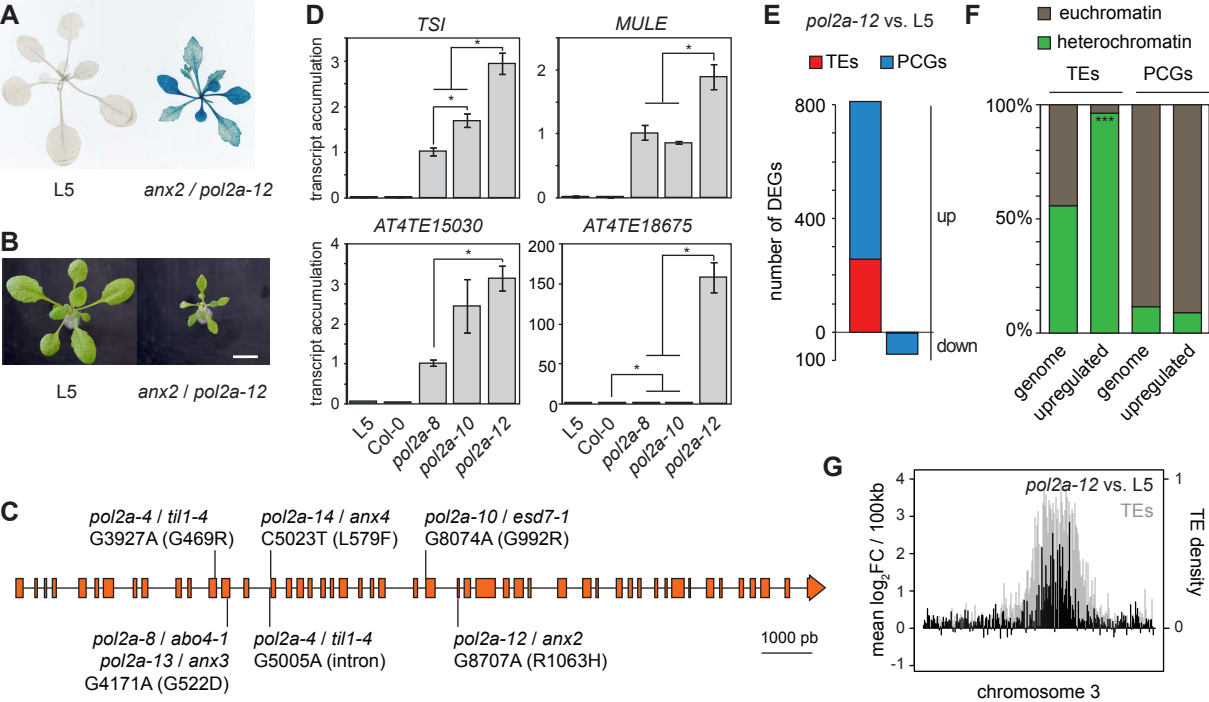 A
L5
anx2 / pol2a-12
B
L5
anx2 / pol2a-12
D
TSI
MULE
transcript accumulation
3
2
1
0
2
1
0
*
*
*
AT4TE15030
AT4TE18675
transcript accumulation
4
3
2
1
0
200
150
100
50
0
*
*
*
L5
Col-0
pol2a-8
pol2a-10
pol2a-12
L5
Col-0
pol2a-8
pol2a-10
pol2a-12
E
pol2a-12 vs. L5
TEs
PCGs
number of DEGs
800
400
0
100
up
down
F
euchromatin
heterochromatin
TEs
PCGs
100%
50%
0%
***
genome
upregulated
genome
upregulated
C
pol2a-4 / til1-4
G3927A (G469R)
pol2a-14 / anx4
C5023T (L579F)
pol2a-10 / esd7-1
G8074A (G992R)
pol2a-8 / abo4-1
pol2a-13 / anx3
G4171A (G522D)
pol2a-4 / til1-4
G5005A (intron)
pol2a-12 / anx2
G8707A (R1063H)
1000 pb
G
pol2a-12 vs. L5
TEs
mean log2FC / 100kb
4
3
2
1
0
-1
1
0
TE density
chromosome 3